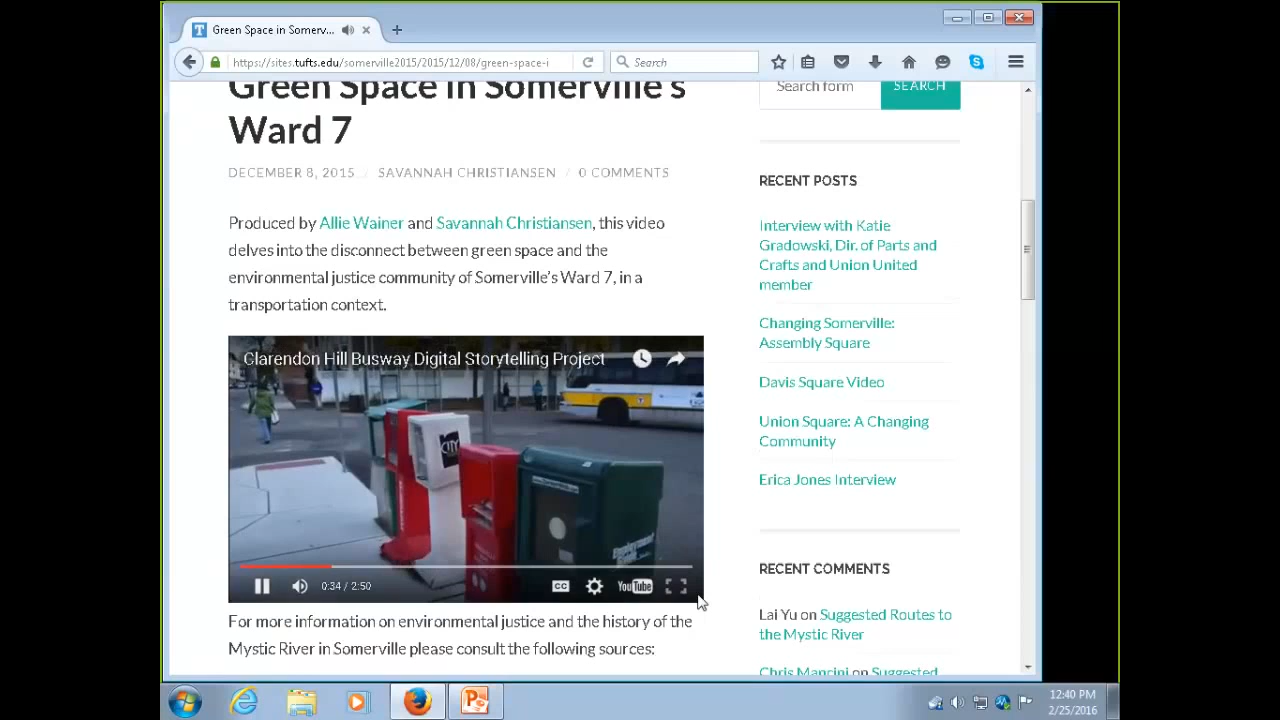 Green Space in Somerv...
https://sites.tufts.edu/somerville2015/2015/12/08/green-space-i
Search
Green Space in Somerville's
Ward 7
DECEMBER 8, 2015 / SAVANNAH CHRISTIANSEN / 0 COMMENTS
Produced by Allie Wainer and Savannah Christiansen, this video
delves into the disconnect between green space and the
environmental justice community of Somerville's Ward 7, in a
transportation context.
Clarendon Hill Busway Digital Storytelling Project
CITY
0:34 / 2:50
CC
YouTube
For more information on environmental justice and the history of the
Mystic River in Somerville please consult the following sources:
Search form
SEARCH
RECENT POSTS
Interview with Katie
Gradowski, Dir. of Parts and
Crafts and Union United
member
Changing Somerville:
Assembly Square
Davis Square Video
Union Square: A Changing
Community
Erica Jones Interview
RECENT COMMENTS
Lai Yu on Suggested Routes to
the Mystic River
Chris Mancini on Suggested
12:40 PM
2/25/2016